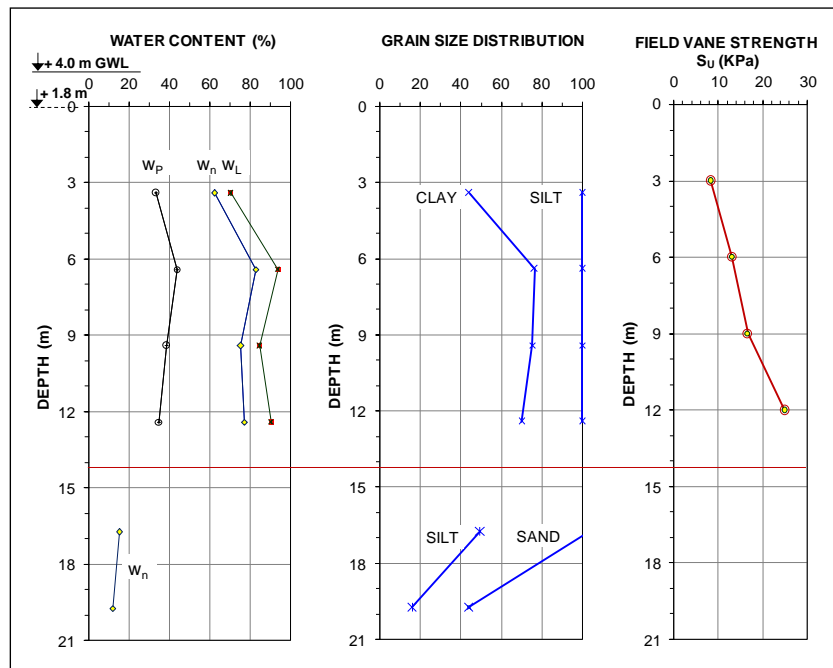 WATER CONTENT (%)
+ 4.0 m GWL
+ 1.8 m
0 20 40 60 80 100
0
3
6
9
12
15
18
21
DEPTH (m)
WP
Wn WL
Wn
GRAIN SIZE DISTRIBUTION
0 20 40 60 80 100
0
3
6
9
12
15
18
21
DEPTH (m)
CLAY
SILT
SILT
SAND
FIELD VANE STRENGTH
SU (KPa)
0 10 20 30
0
3
6
9
12
15
18
21
DEPTH (m)